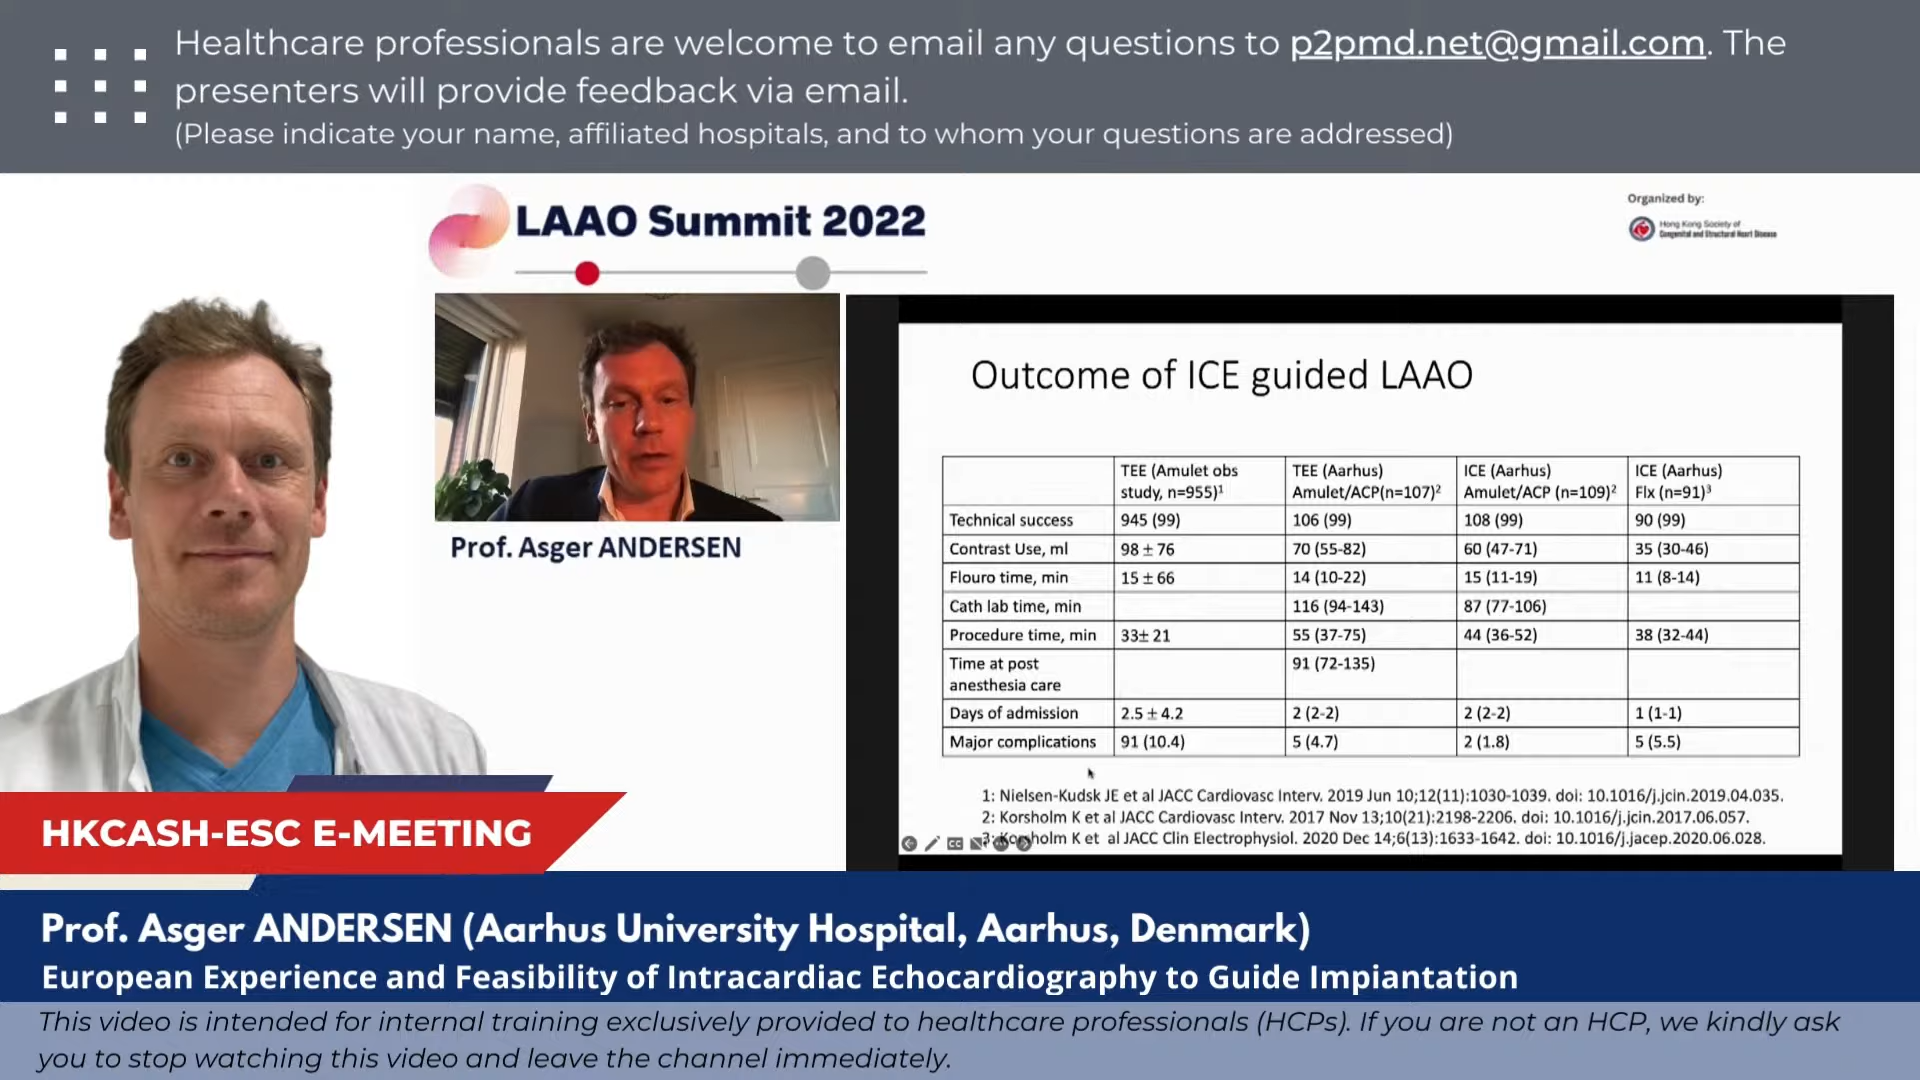 Healthcare professionals are welcome to email any questions to p2pmd.net@gmail.com. The
presenters will provide feedback via email.
(Please indicate your name, affiliated hospitals, and to whom your questions are addressed)
LAAO Summit 2022
Organized by:
Hong Kong Society of
Congenital and Structural Heart Disease
Prof. Asger ANDERSEN
Outcome of ICE guided LAAO
TEE (Amulet obs study, n=955)¹ TEE (Aarhus) Amulet/ACP(n=107)² ICE (Aarhus) Amulet/ACP (n=109)² ICE (Aarhus) Flx (n=91)³
Technical success 945 (99) 106 (99) 108 (99) 90 (99)
Contrast Use, ml 98 ± 76 70 (55-82) 60 (47-71) 35 (30-46)
Flouro time, min 15 ± 66 14 (10-22) 15 (11-19) 11 (8-14)
Cath lab time, min 116 (94-143) 87 (77-106)
Procedure time, min 33± 21 55 (37-75) 44 (36-52) 38 (32-44)
Time at post anesthesia care 91 (72-135)
Days of admission 2.5 ± 4.2 2 (2-2) 2 (2-2) 1 (1-1)
Major complications 91 (10.4) 5 (4.7) 2 (1.8) 5 (5.5)
1: Nielsen-Kudsk JE et al JACC Cardiovasc Interv. 2019 Jun 10;12(11):1030-1039. doi: 10.1016/j.jcin.2019.04.035.
2: Korsholm K et al JACC Cardiovasc Interv. 2017 Nov 13;10(21):2198-2206. doi: 10.1016/j.jcin.2017.06.057.
3: Korsholm K et al JACC Clin Electrophysiol. 2020 Dec 14;6(13):1633-1642. doi: 10.1016/j.jacep.2020.06.028.
CC
HKCASH-ESC E-MEETING
Prof. Asger ANDERSEN (Aarhus University Hospital, Aarhus, Denmark)
European Experience and Feasibility of Intracardiac Echocardiography to Guide Impiantation
This video is intended for internal training exclusively provided to healthcare professionals (HCPs). If you are not an HCP, we kindly ask
you to stop watching this video and leave the channel immediately.